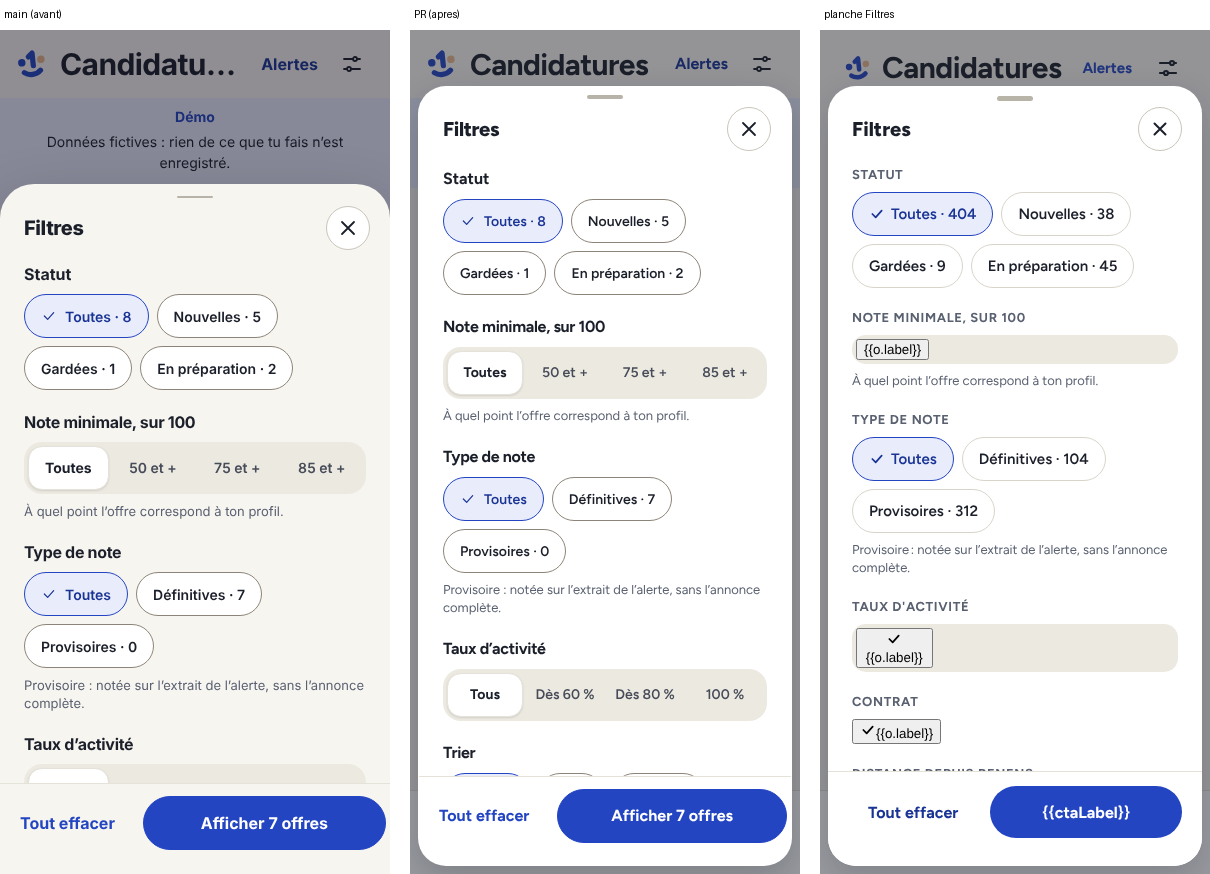 main (avant)
Candidatu…
Alertes
Démo
Données fictives : rien de ce que tu fais n’est
enregistré.
Filtres
Statut
Toutes · 8
Nouvelles · 5
Gardées · 1
En préparation · 2
Note minimale, sur 100
Toutes
50 et +
75 et +
85 et +
À quel point l’offre correspond à ton profil.
Type de note
Toutes
Définitives · 7
Provisoires · 0
Provisoire : notée sur l’extrait de l’alerte, sans l’annonce
complète.
Taux d’activité
Tout effacer
Afficher 7 offres
PR (apres)
Candidatures
Alertes
Filtres
Statut
Toutes · 8
Nouvelles · 5
Gardées · 1
En préparation · 2
Note minimale, sur 100
Toutes
50 et +
75 et +
85 et +
À quel point l’offre correspond à ton profil.
Type de note
Toutes
Définitives · 7
Provisoires · 0
Provisoire : notée sur l’extrait de l’alerte, sans l’annonce
complète.
Taux d’activité
Tous
Dès 60 %
Dès 80 %
100 %
Trier
Tout effacer
Afficher 7 offres
planche Filtres
Candidatures
Alertes
Filtres
STATUT
Toutes · 404
Nouvelles · 38
Gardées · 9
En préparation · 45
NOTE MINIMALE, SUR 100
{{o.label}}
À quel point l’offre correspond à ton profil.
TYPE DE NOTE
Toutes
Définitives · 104
Provisoires · 312
Provisoire : notée sur l’extrait de l’alerte, sans l’annonce
complète.
TAUX D'ACTIVITÉ
{{o.label}}
CONTRAT
{{o.label}}
DISTANCE DEPUIS RENENS
Tout effacer
{{ctaLabel}}